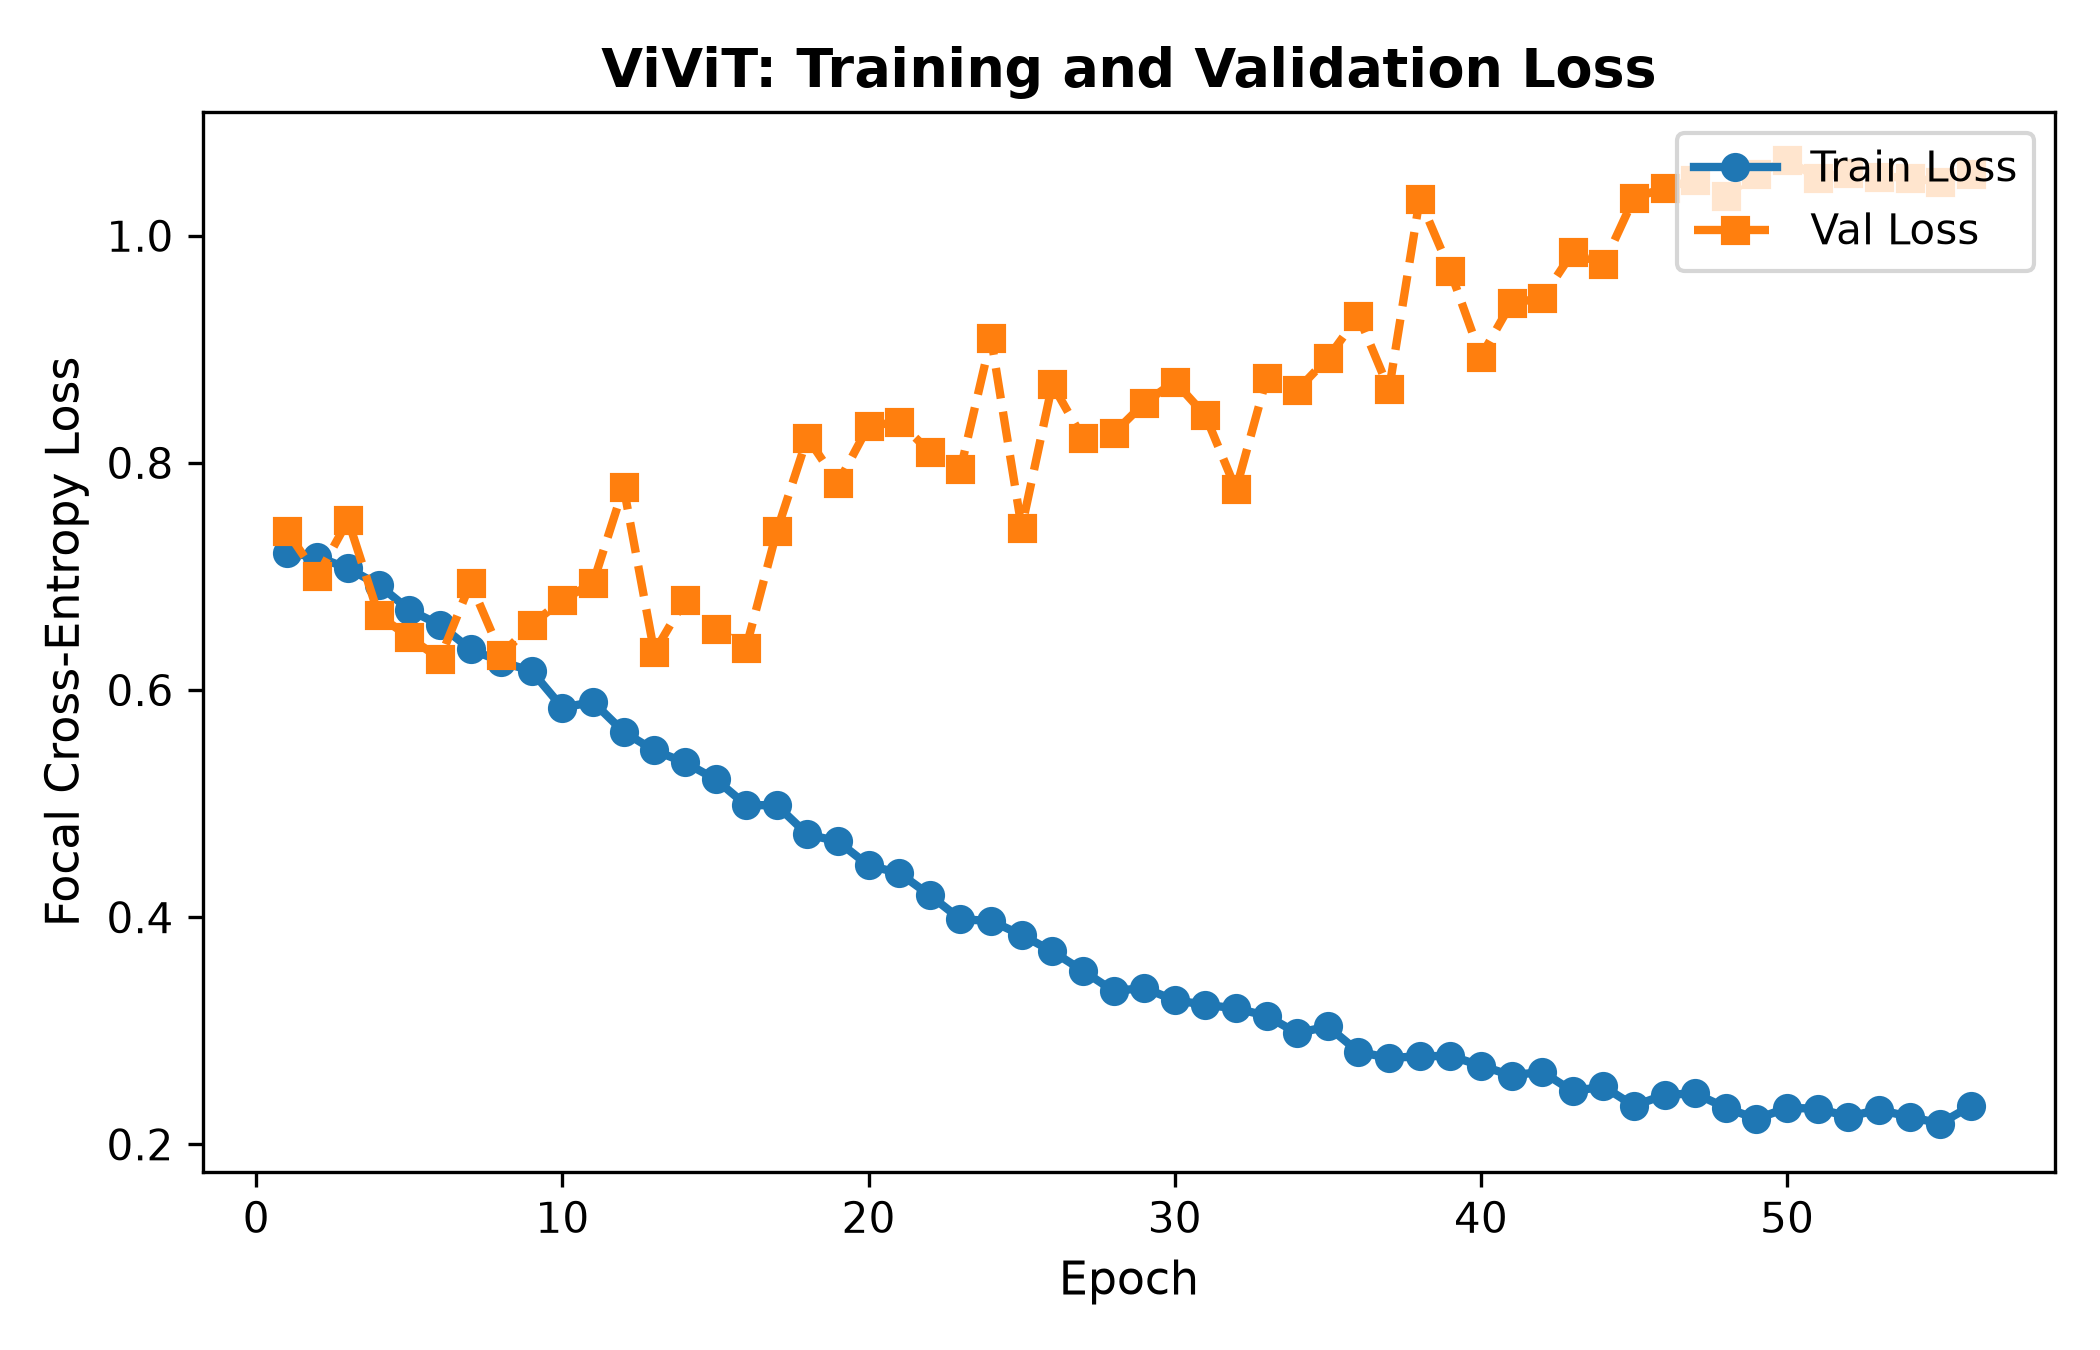 ViViT: Training and Validation Loss
Train Loss
Val Loss
Focal Cross-Entropy Loss
1.0
0.8
0.6
0.4
0.2
0 10 20 30 40 50
Epoch